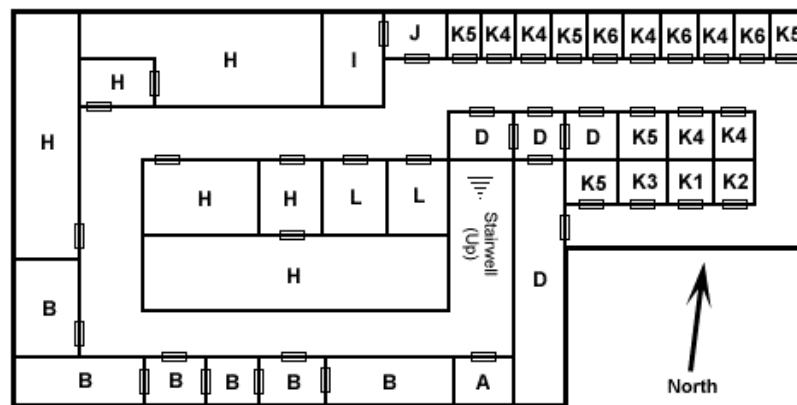 J K5 K4 K4 K5 K6 K4 K6 K4 K6 K5
H I
H
H
D D D K5 K4 K4
H H L L K5 K3 K1 K2
Stairwell
(Up)
H D
B
B B B B B A
North